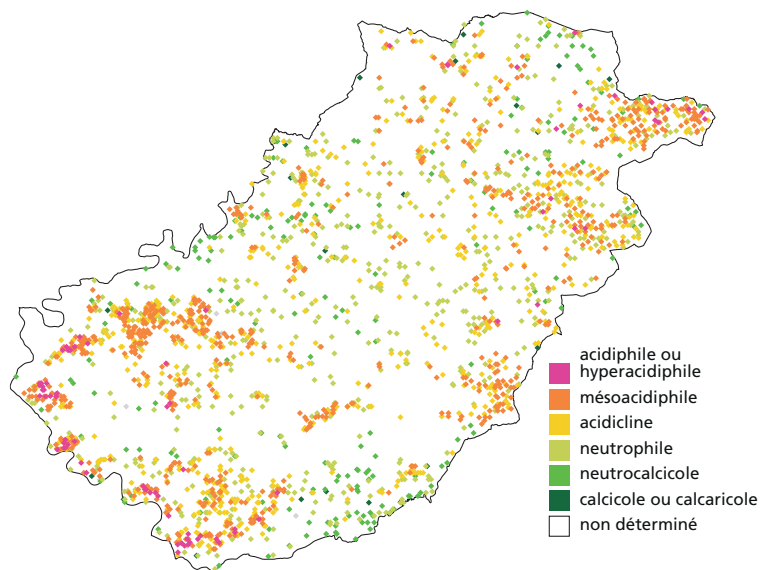 acidiphile ou
hyperacidiphile
mésoacidiphile
acidicline
neutrophile
neutrocalcicole
calcicole ou calcaricole
non déterminé